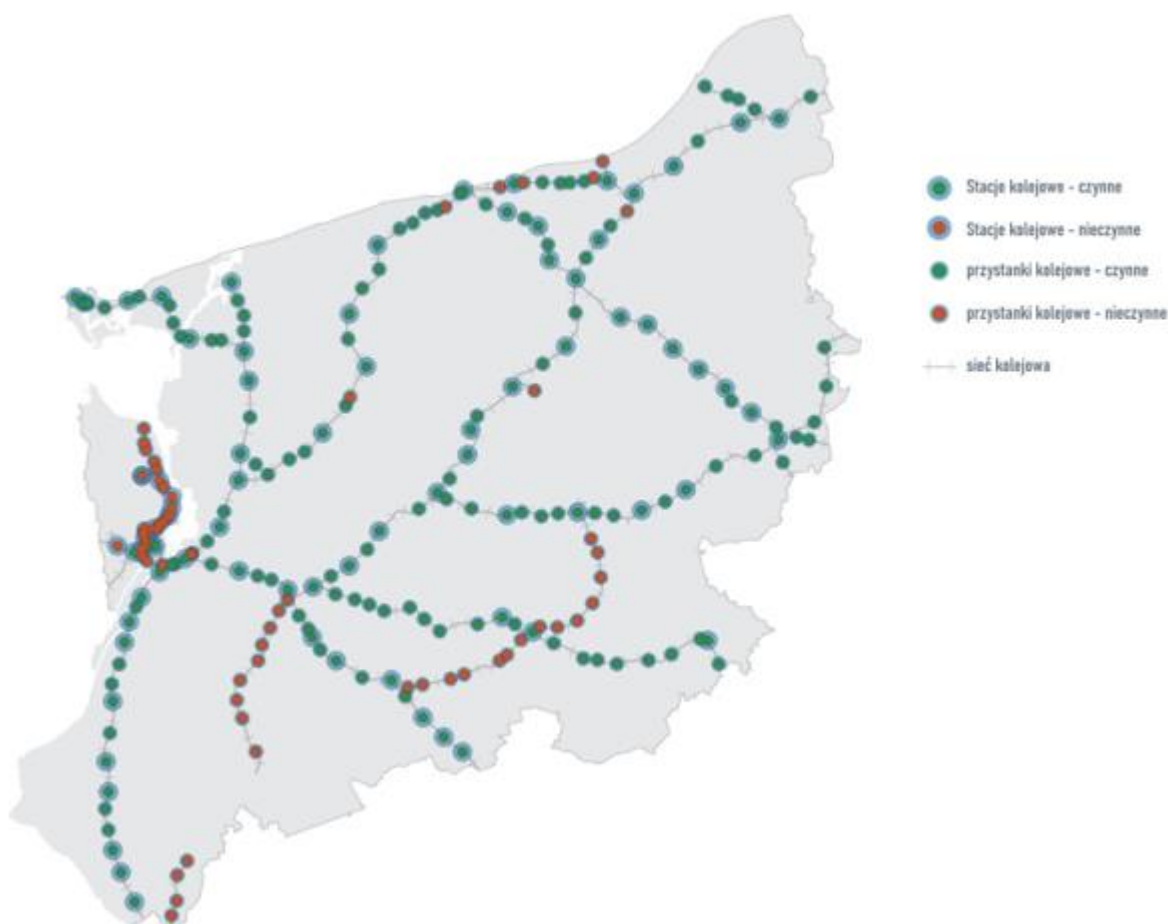 Stacje kolejowe - czynne
Stacje kolejowe - nieczynne
przystanki kolejowe - czynne
przystanki kolejowe - nieczynne
sieć kolejowa